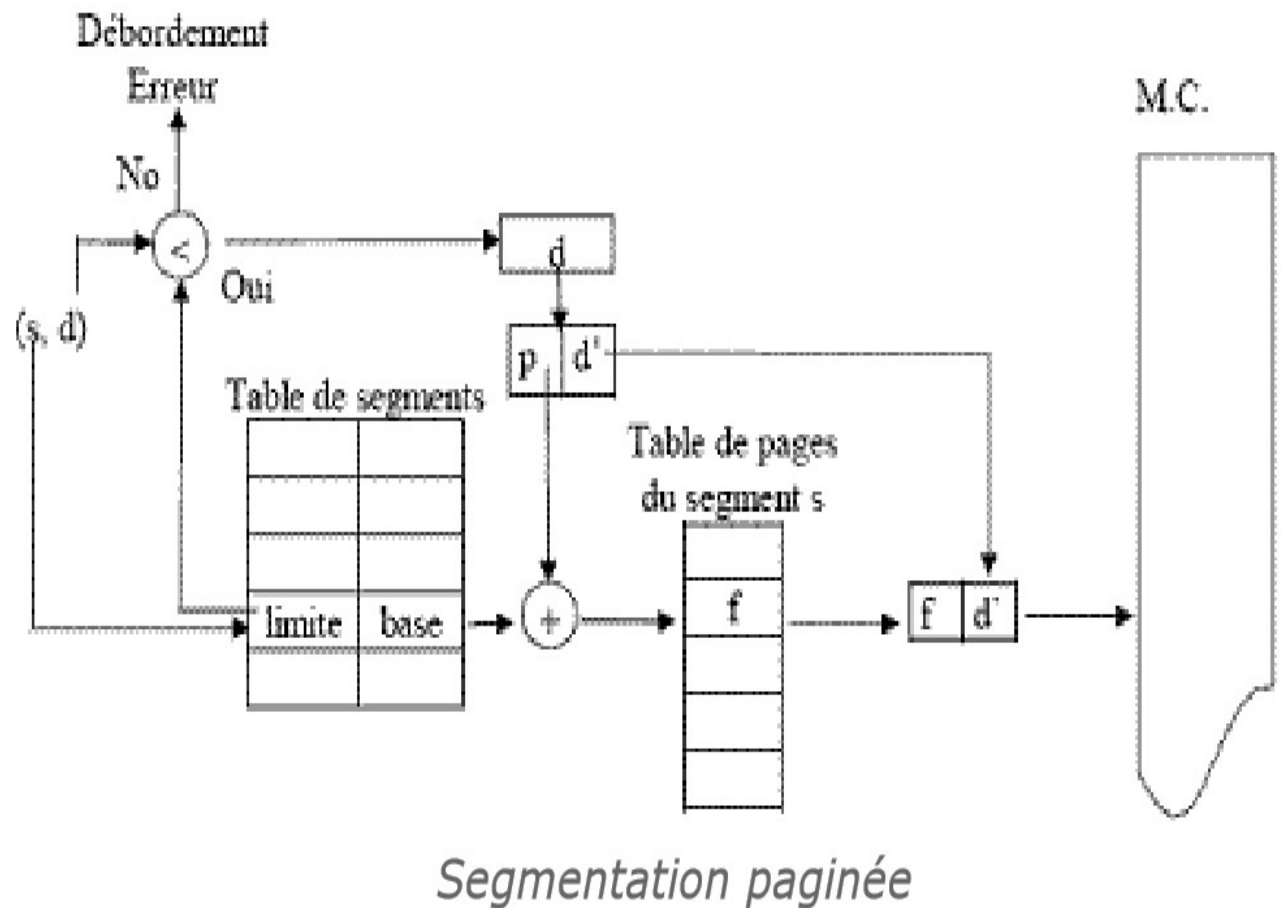 Débordement
Erreur
M.C.
No
<
d
Oui
(s, d)
p d'
Table de segments
Table de pages
du segment s
limite base
+
f
f d'
Segmentation paginée